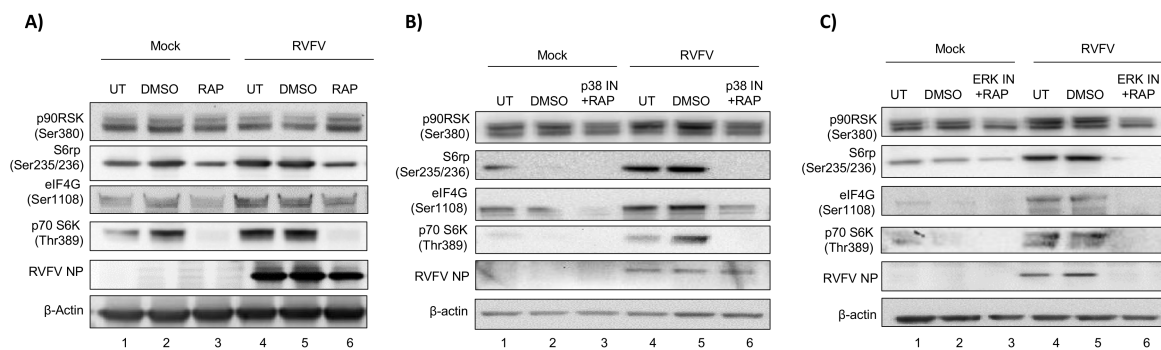 A)
Mock RVFV
UT DMSO RAP UT DMSO RAP
p90RSK
(Ser380)
S6rp
(Ser235/236)
eIF4G
(Ser1108)
p70 S6K
(Thr389)
RVFV NP
β-Actin
1 2 3 4 5 6
B)
Mock RVFV
p38 IN p38 IN
UT DMSO +RAP UT DMSO +RAP
p90RSK
(Ser380)
S6rp
(Ser235/236)
eIF4G
(Ser1108)
p70 S6K
(Thr389)
RVFV NP
β-actin
1 2 3 4 5 6
C)
Mock RVFV
ERK IN ERK IN
UT DMSO +RAP UT DMSO +RAP
p90RSK
(Ser380)
S6rp
(Ser235/236)
eIF4G
(Ser1108)
p70 S6K
(Thr389)
RVFV NP
β-actin
1 2 3 4 5 6